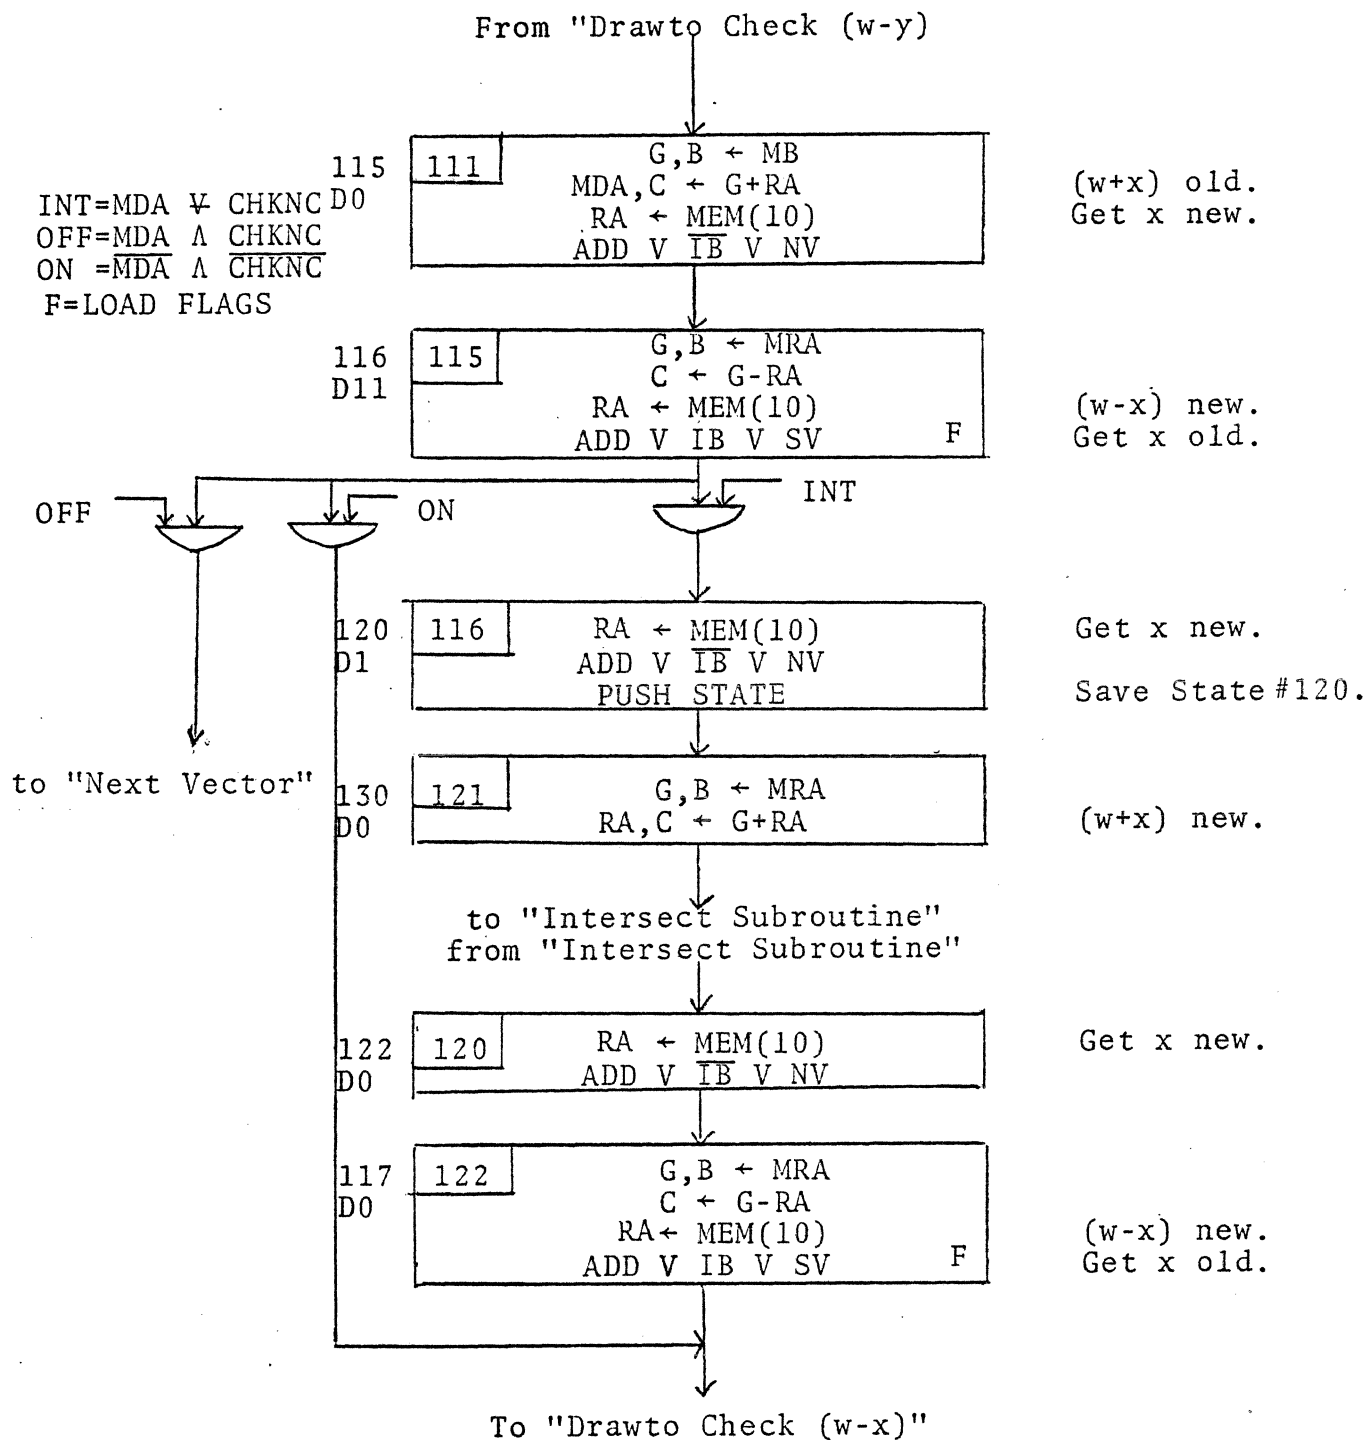 From "Drawto Check (w-y)
115
D0
111
G,B ← MB
MDA,C ← G+RA
RA ← MEM(10)
ADD V I̅B̅ V NV
(w+x) old.
Get x new.
INT=MDA ⊻ CHKNC
OFF=MDA Λ CHKNC
ON =M̅D̅A̅ Λ C̅H̅K̅N̅C̅
F=LOAD FLAGS
116
D11
115
G,B ← MRA
C ← G-RA
RA ← MEM(10)
ADD V IB V SV
F
(w-x) new.
Get x old.
OFF
ON
INT
120
D1
116
RA ← MEM(10)
ADD V I̅B̅ V NV
PUSH STATE
Get x new.
Save State #120.
to "Next Vector"
130
D0
121
G,B ← MRA
RA,C ← G+RA
(w+x) new.
to "Intersect Subroutine"
from "Intersect Subroutine"
122
D0
120
RA ← MEM(10)
ADD V I̅B̅ V NV
Get x new.
117
D0
122
G,B ← MRA
C ← G-RA
RA← MEM(10)
ADD V IB V SV
F
(w-x) new.
Get x old.
To "Drawto Check (w-x)"